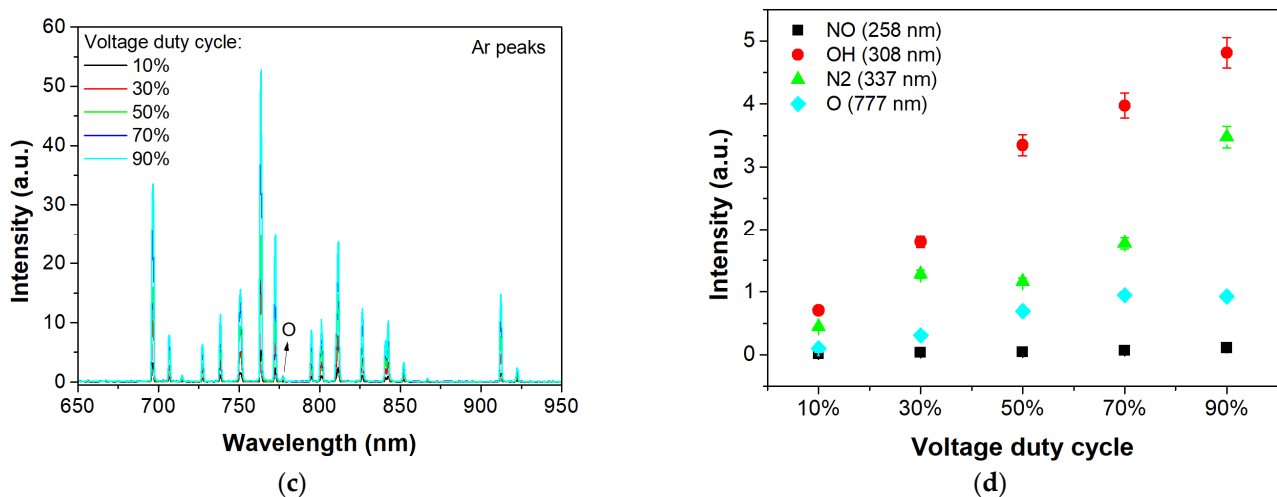 60
50
40
30
20
10
0
Intensity (a.u.)
Voltage duty cycle:
10%
30%
50%
70%
90%
Ar peaks
O
650 700 750 800 850 900 950
Wavelength (nm)
(c)
5
4
3
2
1
0
Intensity (a.u.)
NO (258 nm)
OH (308 nm)
N2 (337 nm)
O (777 nm)
10% 30% 50% 70% 90%
Voltage duty cycle
(d)